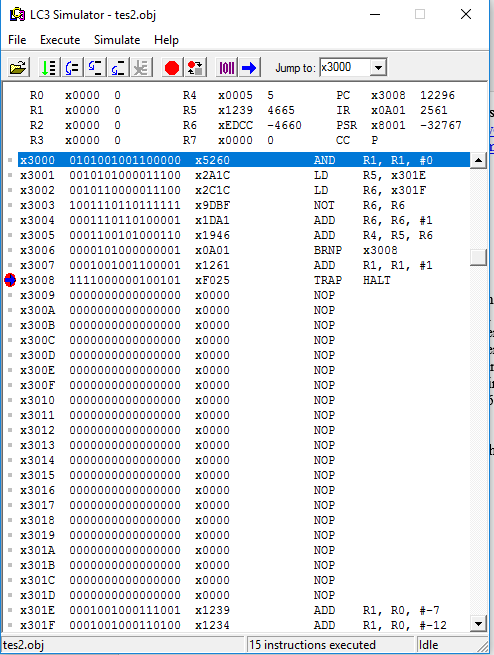 LC3 Simulator - tes2.obj
File Execute Simulate Help
Jump to: x3000
R0 x0000 0 R4 x0005 5 PC x3008 12296
R1 x0000 0 R5 x1239 4665 IR x0A01 2561
R2 x0000 0 R6 xEDCC -4660 PSR x8001 -32767
R3 x0000 0 R7 x0000 0 CC P
x3000 0101001001100000 x5260 AND R1, R1, #0
x3001 0010101000011100 x2A1C LD R5, x301E
x3002 0010110000011100 x2C1C LD R6, x301F
x3003 1001110110111111 x9DBF NOT R6, R6
x3004 0001110110100001 x1DA1 ADD R6, R6, #1
x3005 0001100101000110 x1946 ADD R4, R5, R6
x3006 0000101000000001 x0A01 BRNP x3008
x3007 0001001001100001 x1261 ADD R1, R1, #1
x3008 1111000000100101 xF025 TRAP HALT
x3009 0000000000000000 x0000 NOP
x300A 0000000000000000 x0000 NOP
x300B 0000000000000000 x0000 NOP
x300C 0000000000000000 x0000 NOP
x300D 0000000000000000 x0000 NOP
x300E 0000000000000000 x0000 NOP
x300F 0000000000000000 x0000 NOP
x3010 0000000000000000 x0000 NOP
x3011 0000000000000000 x0000 NOP
x3012 0000000000000000 x0000 NOP
x3013 0000000000000000 x0000 NOP
x3014 0000000000000000 x0000 NOP
x3015 0000000000000000 x0000 NOP
x3016 0000000000000000 x0000 NOP
x3017 0000000000000000 x0000 NOP
x3018 0000000000000000 x0000 NOP
x3019 0000000000000000 x0000 NOP
x301A 0000000000000000 x0000 NOP
x301B 0000000000000000 x0000 NOP
x301C 0000000000000000 x0000 NOP
x301D 0000000000000000 x0000 NOP
x301E 0001001000111001 x1239 ADD R1, R0, #-7
x301F 0001001000110100 x1234 ADD R1, R0, #-12
tes2.obj 15 instructions executed Idle